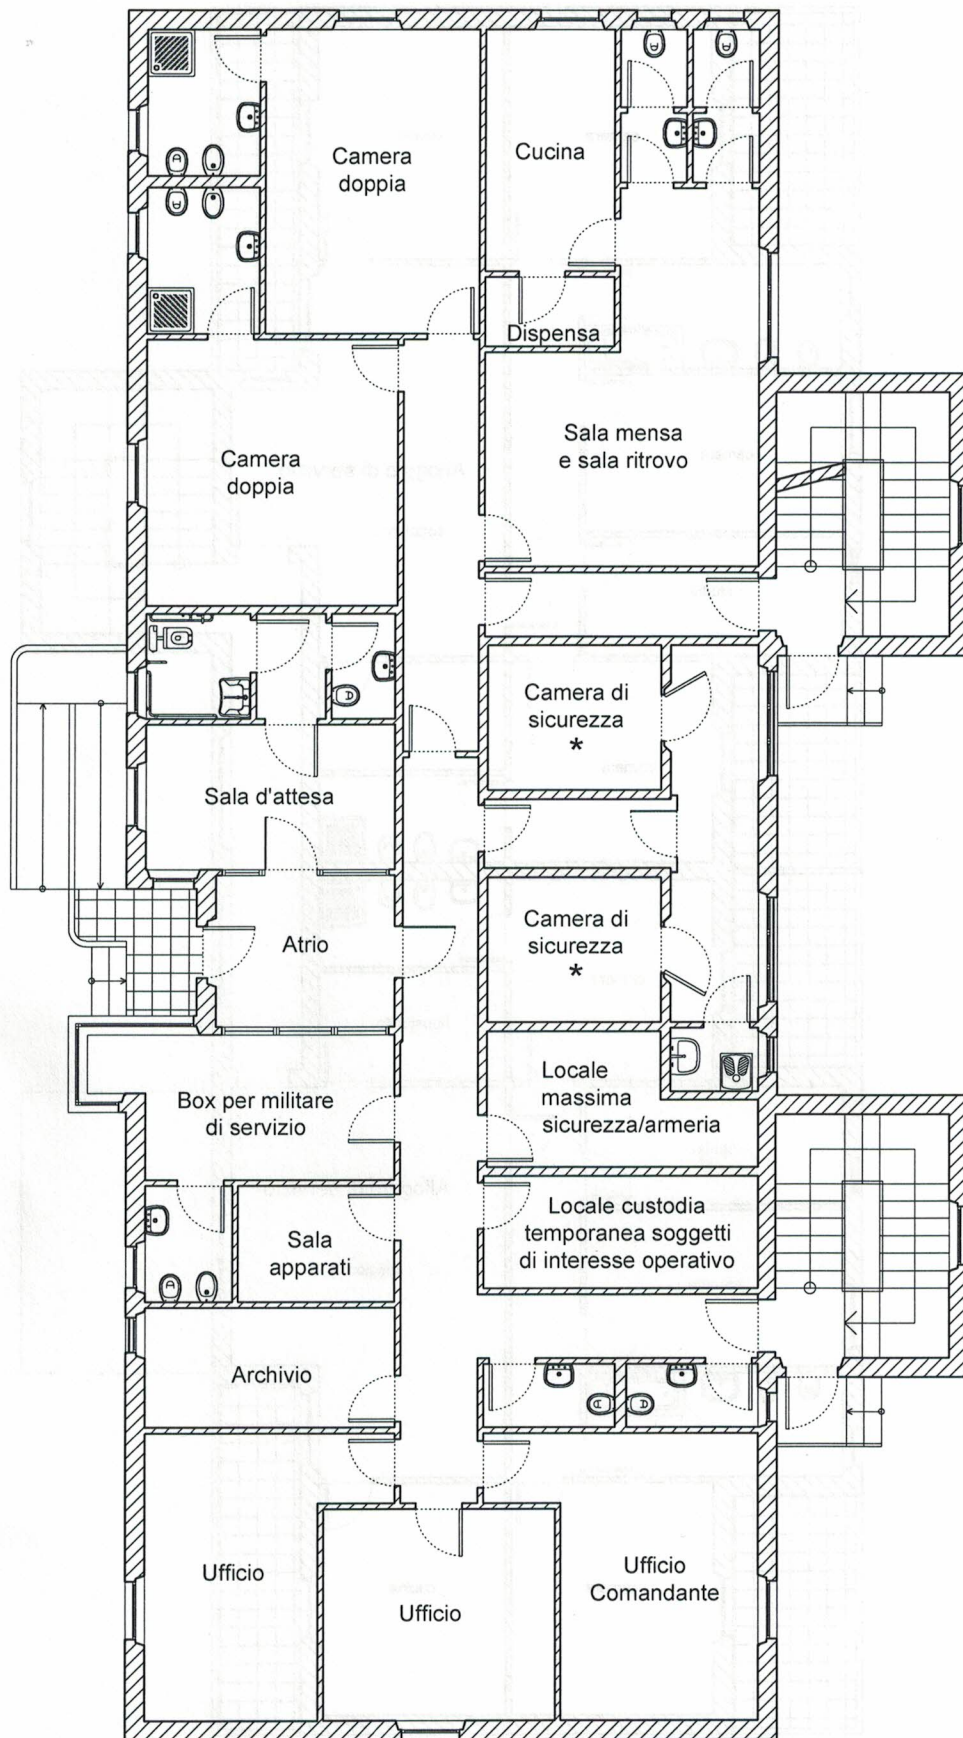 Camera
doppia
Cucina
Dispensa
Camera
doppia
Sala mensa
e sala ritrovo
Camera di
sicurezza
*
Sala d'attesa
Camera di
sicurezza
*
Atrio
Locale
massima
sicurezza/armeria
Box per militare
di servizio
Locale custodia
temporanea soggetti
di interesse operativo
Sala
apparati
Archivio
Ufficio
Ufficio
Ufficio
Comandante